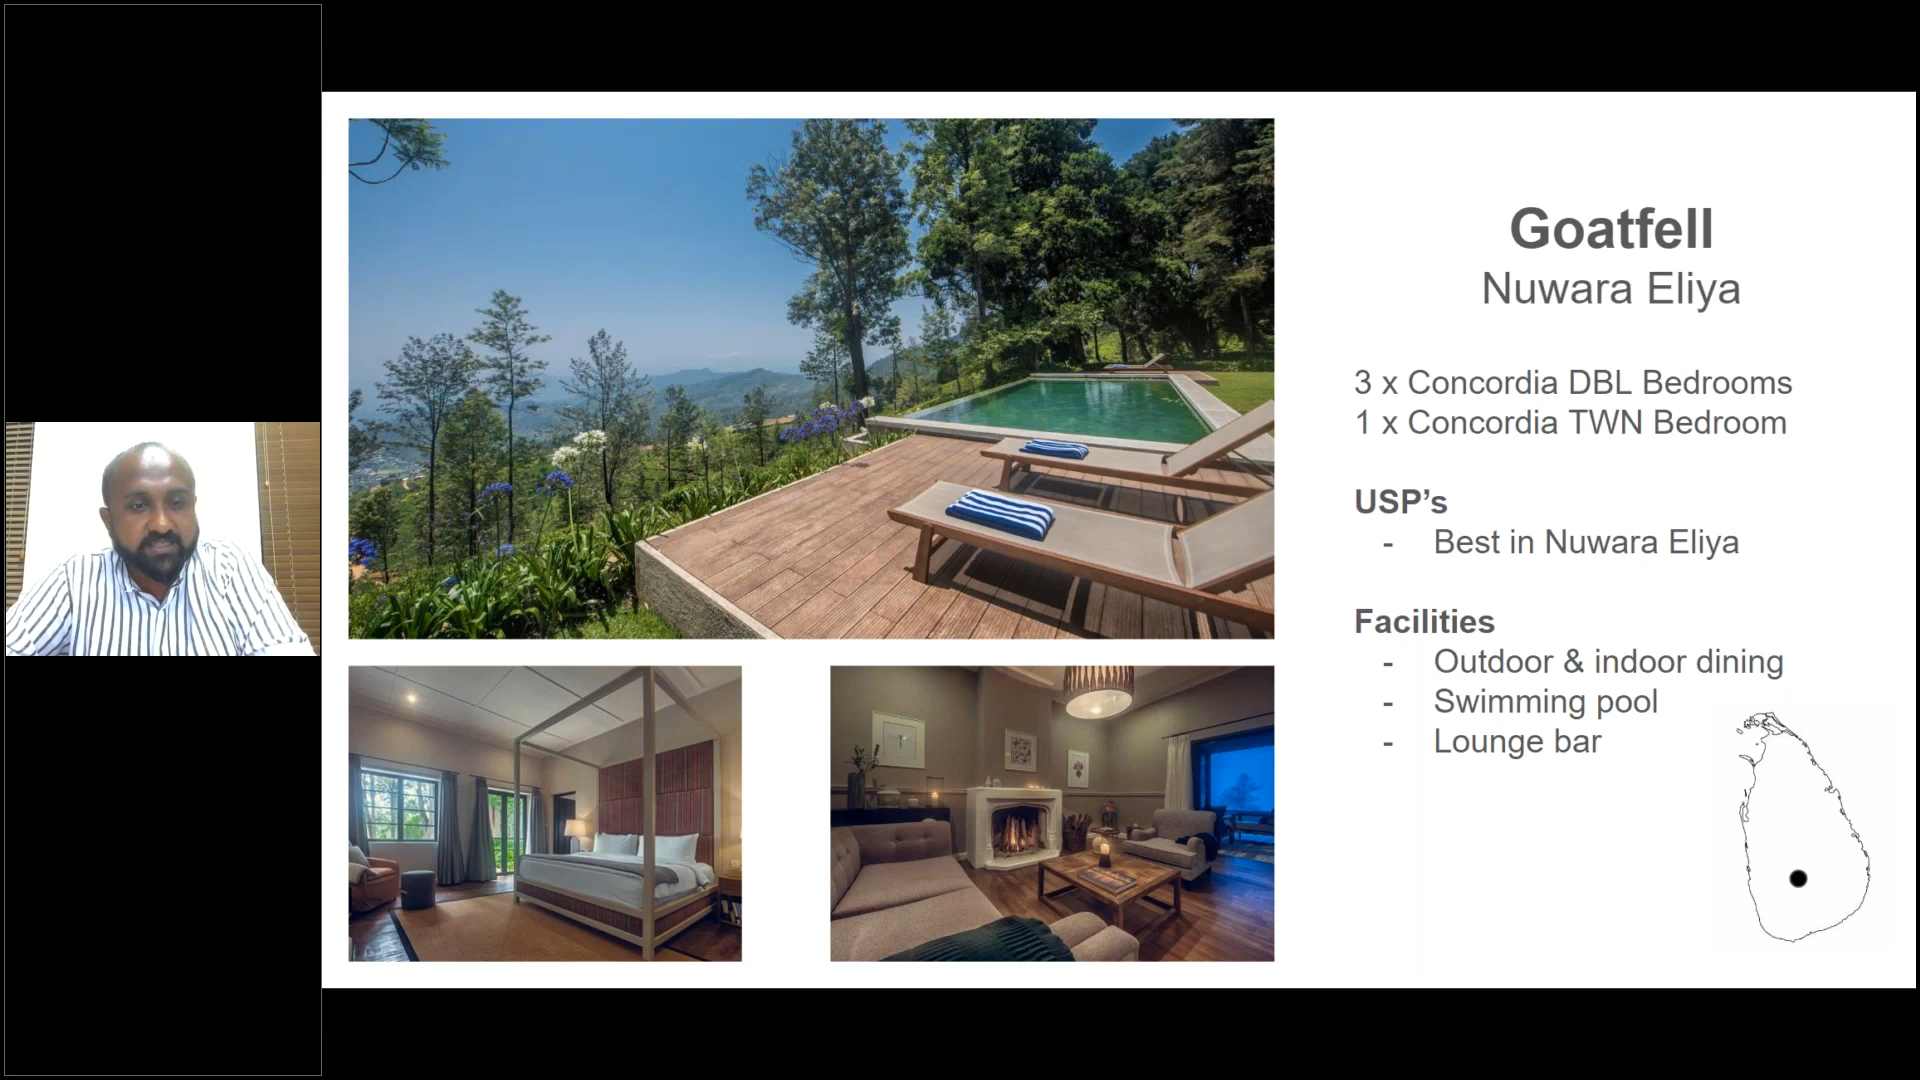 Goatfell
Nuwara Eliya
3 x Concordia DBL Bedrooms
1 x Concordia TWN Bedroom
USP’s
- Best in Nuwara Eliya
Facilities
- Outdoor & indoor dining
- Swimming pool
- Lounge bar